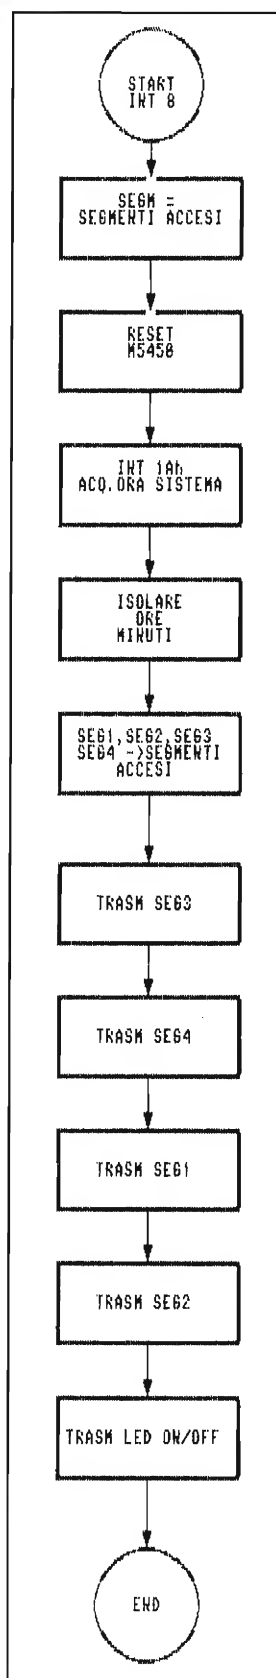 START
INT 8
SEGM =
SEGMENTI ACCESI
RESET
M5450
INT 1Ah
ACQ.ORA SISTEMA
ISOLARE
ORE
MINUTI
SEG1,SEG2,SEG3
SEG4 ->SEGMENTI
ACCESI
TRASM SEG3
TRASM SEG4
TRASM SEG1
TRASM SEG2
TRASM LED ON/OFF
END